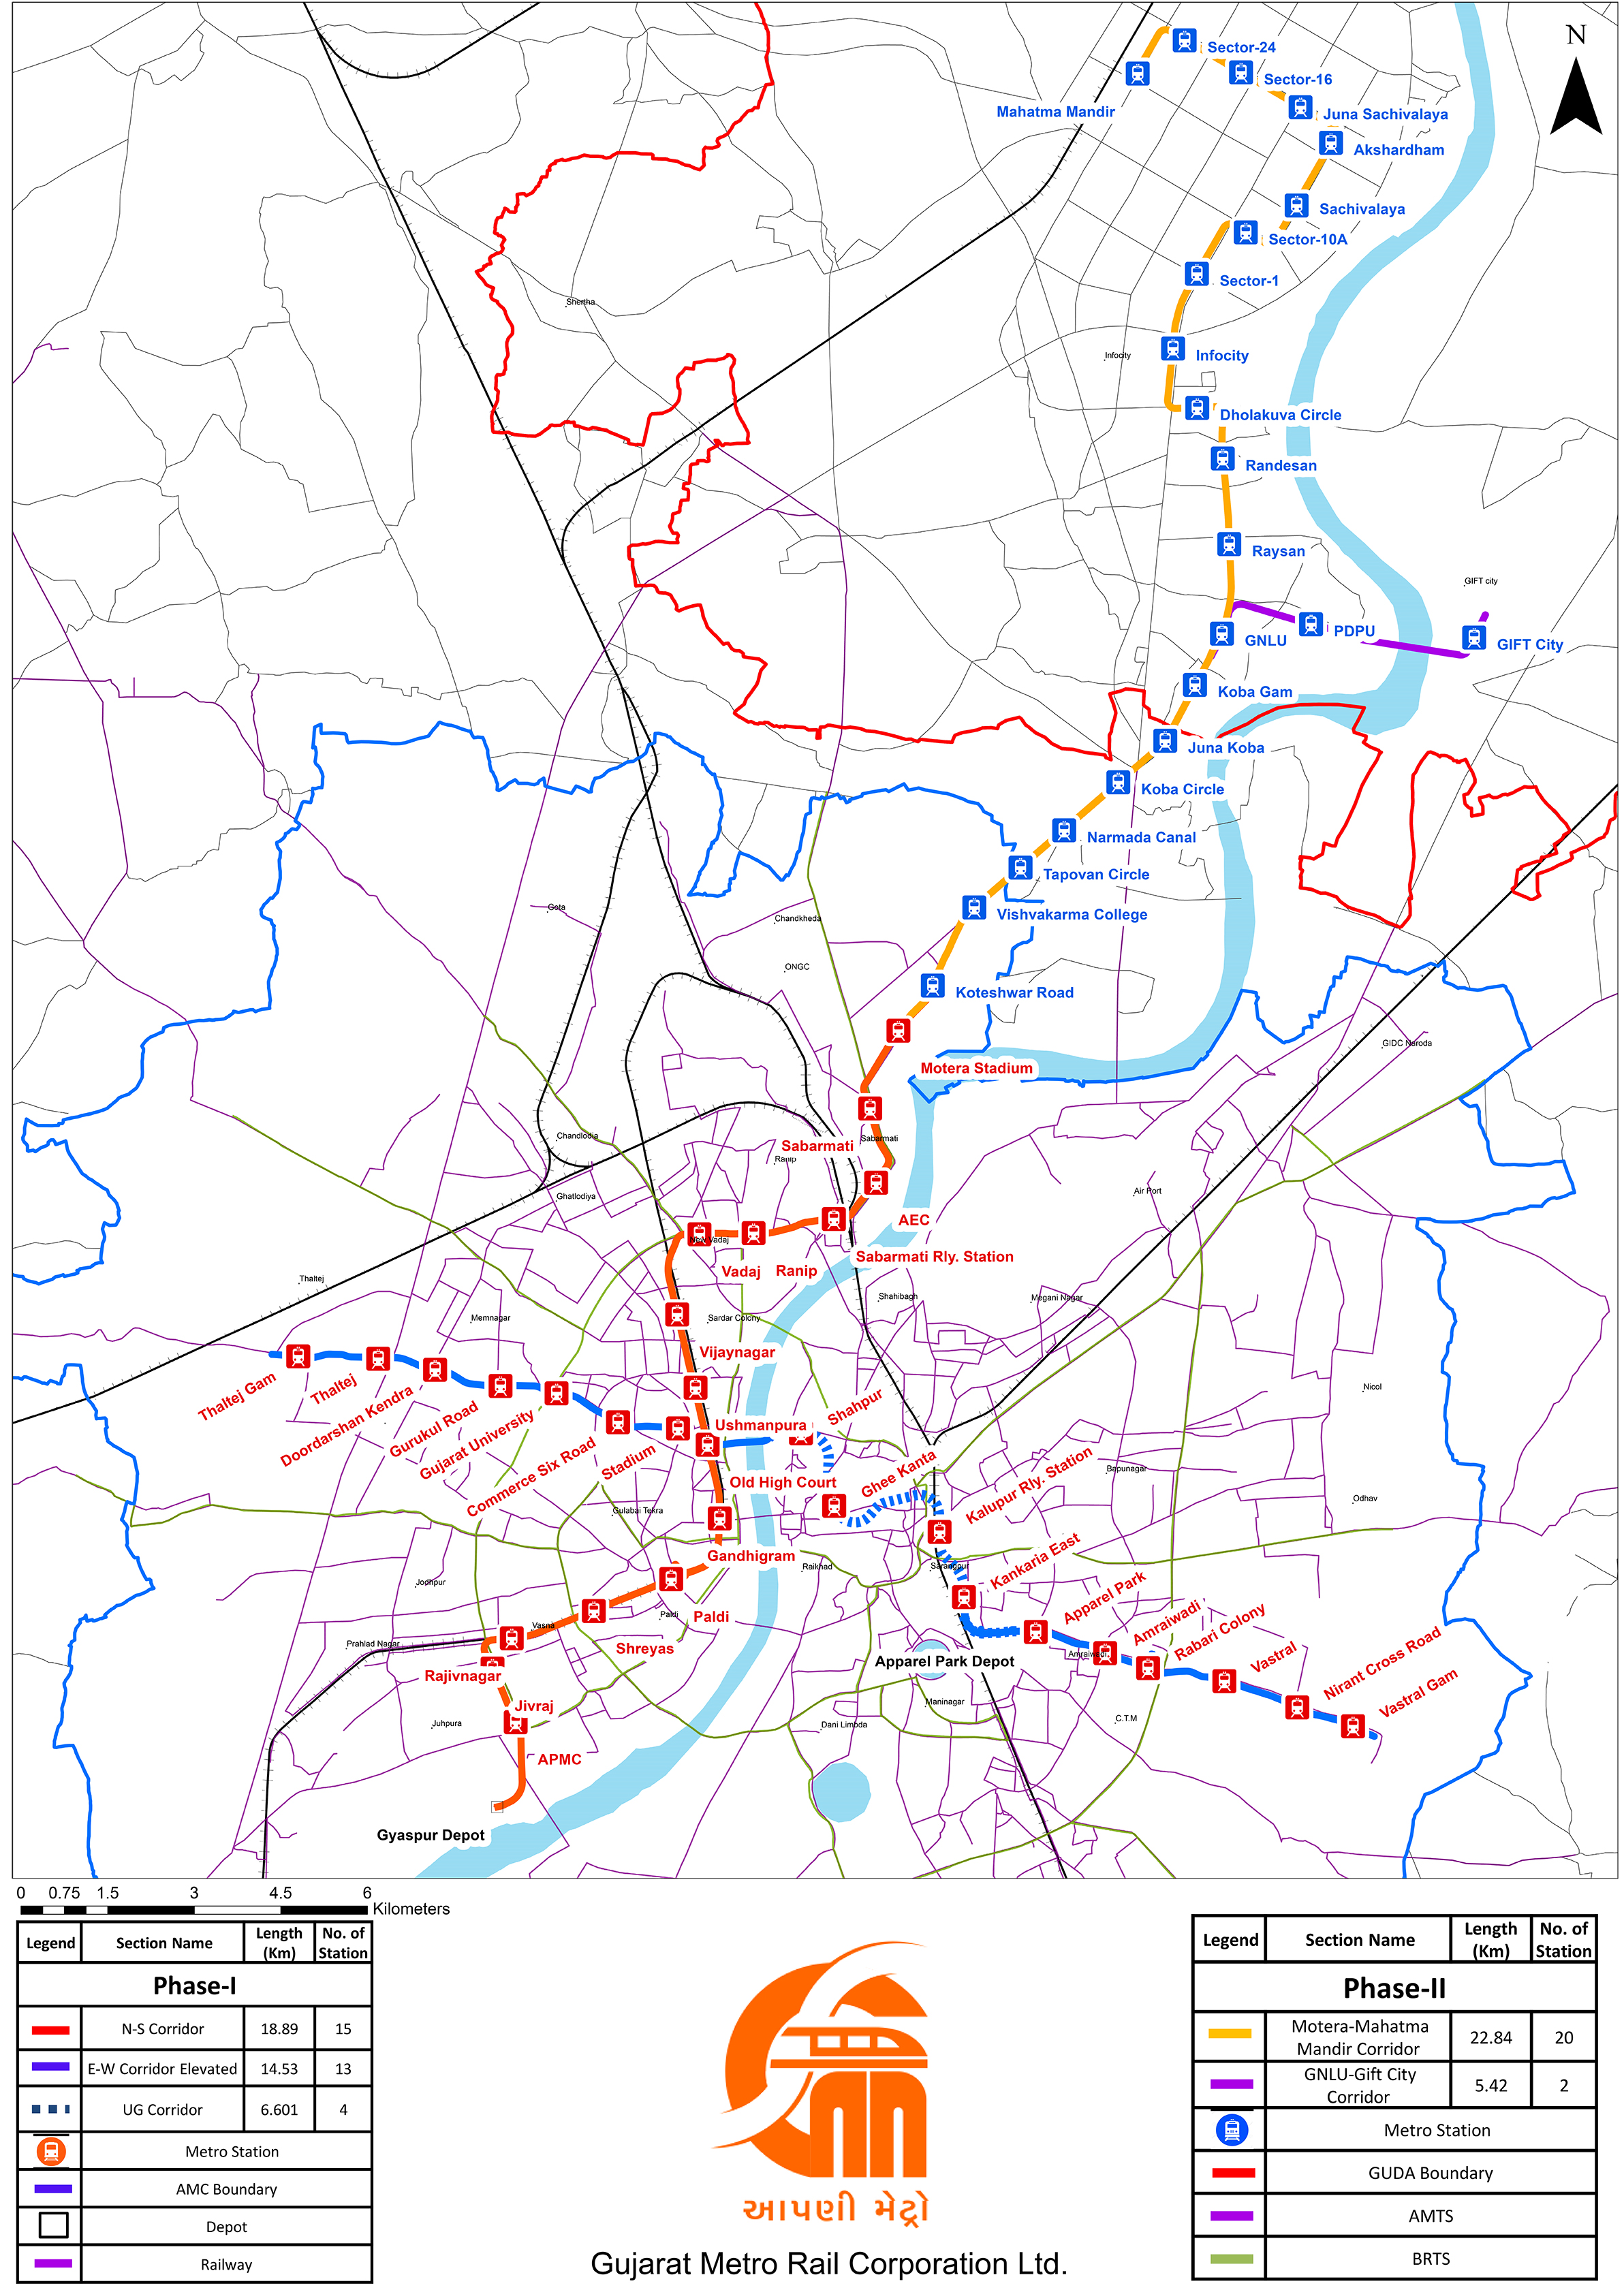 N
Sector-24
Sector-16
Mahatma Mandir
Juna Sachivalaya
Akshardham
Sachivalaya
Sector-10A
Sector-1
Shertha
Infocity
Infocity
Dholakuva Circle
Randesan
Raysan
GIFT city
PDPU
GNLU
GIFT City
Koba Gam
Juna Koba
Koba Circle
Narmada Canal
Tapovan Circle
Gota
Vishvakarma College
Chandkheda
ONGC
Koteshwar Road
GIDC Naroda
Motera Stadium
Chandlodia
Sabarmati
Sabarmati
Ranip
Ghatlodiya
Air Port
AEC
New Vadaj
Sabarmati Rly. Station
Vadaj
Ranip
Thaltej
Shahibagh
Megani Nagar
Memnagar
Sardar Colony
Vijaynagar
Thaltej Gam
Thaltej
Doordarshan Kendra
Gurukul Road
Gujarat University
Commerce Six Road
Stadium
Ushmanpura
Shahpur
Nicol
Old High Court
Ghee Kanta
Kalupur Rly. Station
Bapunagar
Odhav
Gulabai Tekra
Gandhigram
Raikhad
Sarangpur
Kankaria East
Jodhpur
Apparel Park
Paldi
Paldi
Vasna
Amraiwadi
Rabari Colony
Prahlad Nagar
Shreyas
Amraiwadi
Vastral
Nirant Cross Road
Apparel Park Depot
Rajivnagar
Vastral Gam
Jivraj
Maninagar
Juhpura
Dani Limbda
C.T.M
APMC
Gyaspur Depot
0 0.75 1.5 3 4.5 6
Kilometers
Legend Section Name Length (Km) No. of Station
Phase-I
N-S Corridor 18.89 15
E-W Corridor Elevated 14.53 13
UG Corridor 6.601 4
Metro Station
AMC Boundary
Depot
Railway
આપણી મેટ્રો
Gujarat Metro Rail Corporation Ltd.
Legend Section Name Length (Km) No. of Station
Phase-II
Motera-Mahatma Mandir Corridor 22.84 20
GNLU-Gift City Corridor 5.42 2
Metro Station
GUDA Boundary
AMTS
BRTS